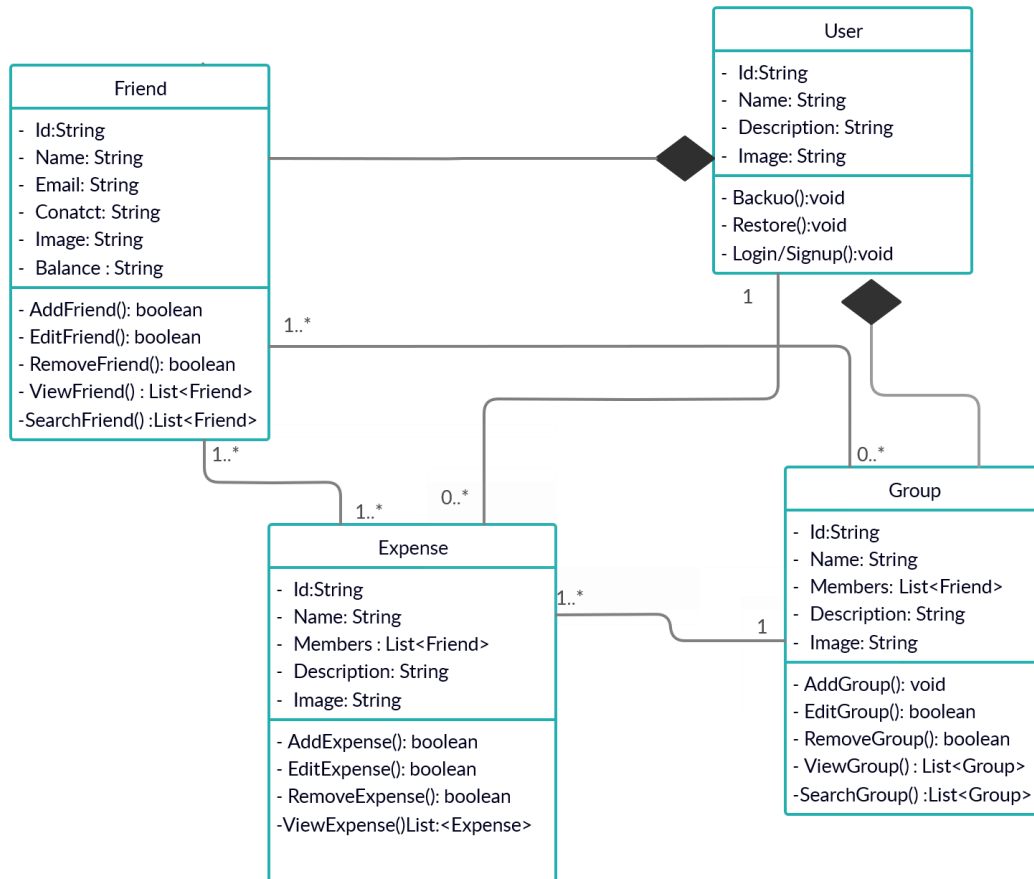 User
- Id:String
- Name: String
- Description: String
- Image: String
- Backuo():void
- Restore():void
- Login/Signup():void
Friend
- Id:String
- Name: String
- Email: String
- Conatct: String
- Image: String
- Balance : String
- AddFriend(): boolean
- EditFriend(): boolean
- RemoveFriend(): boolean
- ViewFriend() : List<Friend>
-SearchFriend() :List<Friend>
1
1..*
1..*
0..*
0..*
1..*
Group
- Id:String
- Name: String
- Members: List<Friend>
- Description: String
- Image: String
- AddGroup(): void
- EditGroup(): boolean
- RemoveGroup(): boolean
- ViewGroup() : List<Group>
-SearchGroup() :List<Group>
Expense
- Id:String
- Name: String
- Members : List<Friend>
- Description: String
- Image: String
- AddExpense(): boolean
- EditExpense(): boolean
- RemoveExpense(): boolean
-ViewExpense()List:<Expense>
1..*
1